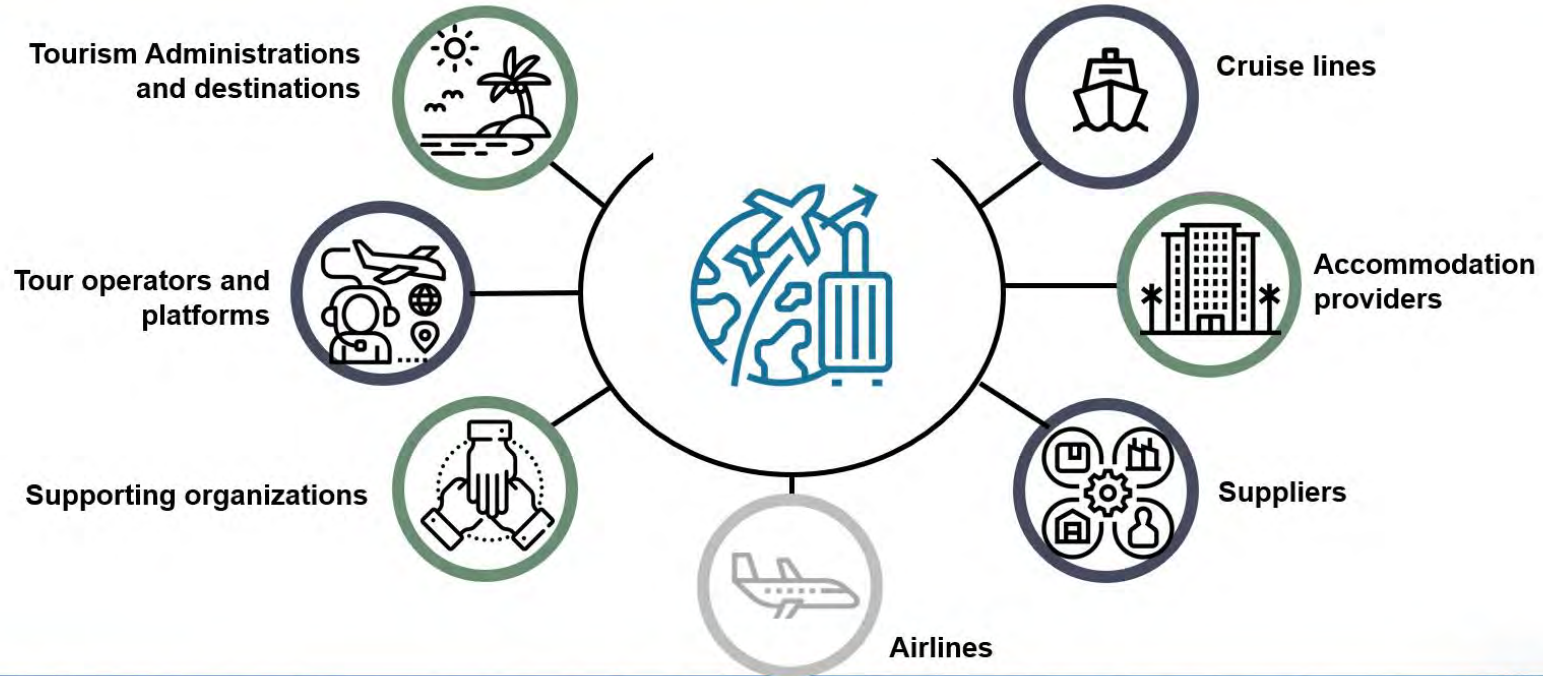 Tourism Administrations
and destinations
Cruise lines
Tour operators and
platforms
Accommodation
providers
Supporting organizations
Suppliers
Airlines